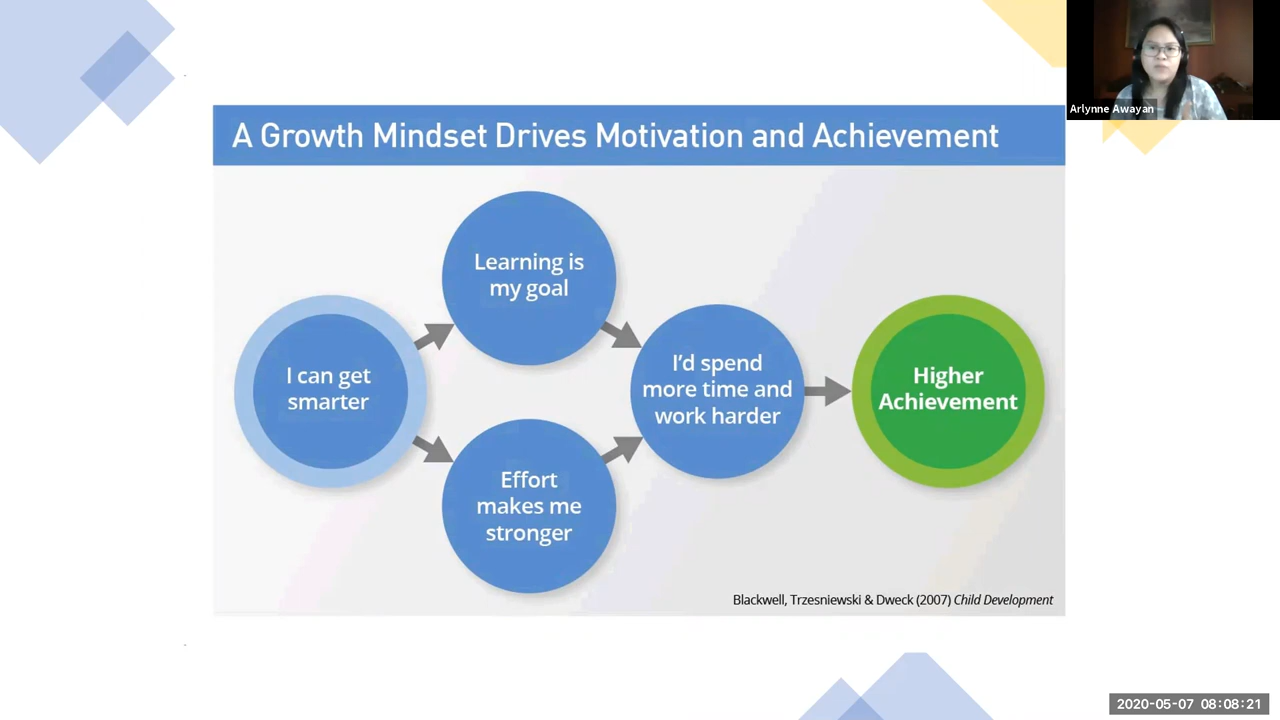 Arlynne Awayan
A Growth Mindset Drives Motivation and Achievement
I can get
smarter
Learning is
my goal
Effort
makes me
stronger
I'd spend
more time and
work harder
Higher
Achievement
Blackwell, Trzesniewski & Dweck (2007) Child Development
2020-05-07 08:08:21